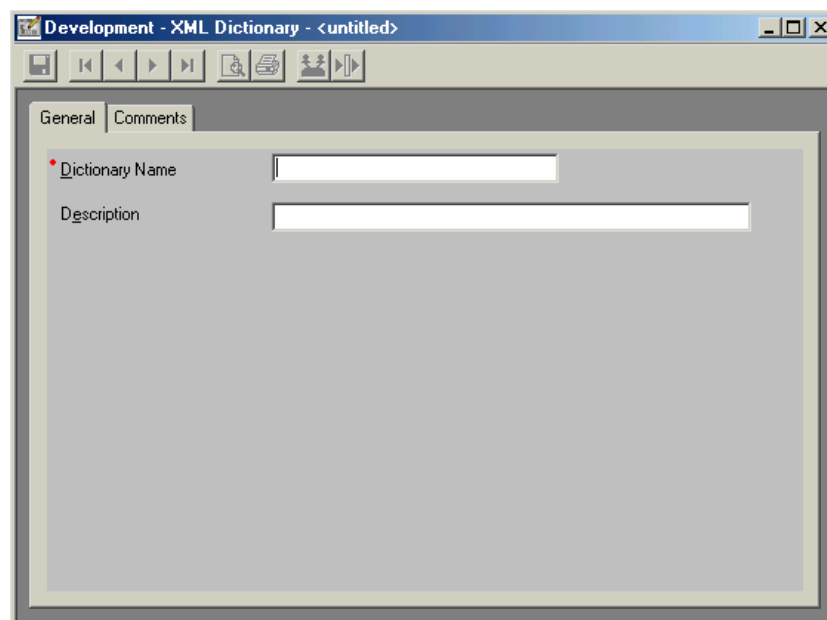 Development - XML Dictionary - <untitled>
General Comments
Dictionary Name
Description